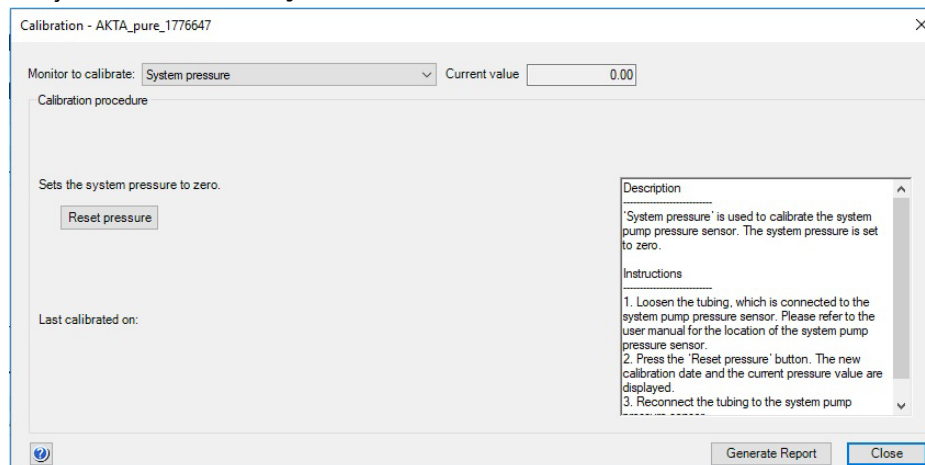 Calibration - AKTA_pure_1776647
Monitor to calibrate: System pressure Current value 0.00
Calibration procedure
Sets the system pressure to zero.
Reset pressure
Last calibrated on:
Description
--------------------------
'System pressure' is used to calibrate the system
pump pressure sensor. The system pressure is set
to zero.
Instructions
--------------------------
1. Loosen the tubing, which is connected to the
system pump pressure sensor. Please refer to the
user manual for the location of the system pump
pressure sensor.
2. Press the 'Reset pressure' button. The new
calibration date and the current pressure value are
displayed.
3. Reconnect the tubing to the system pump
Generate Report Close